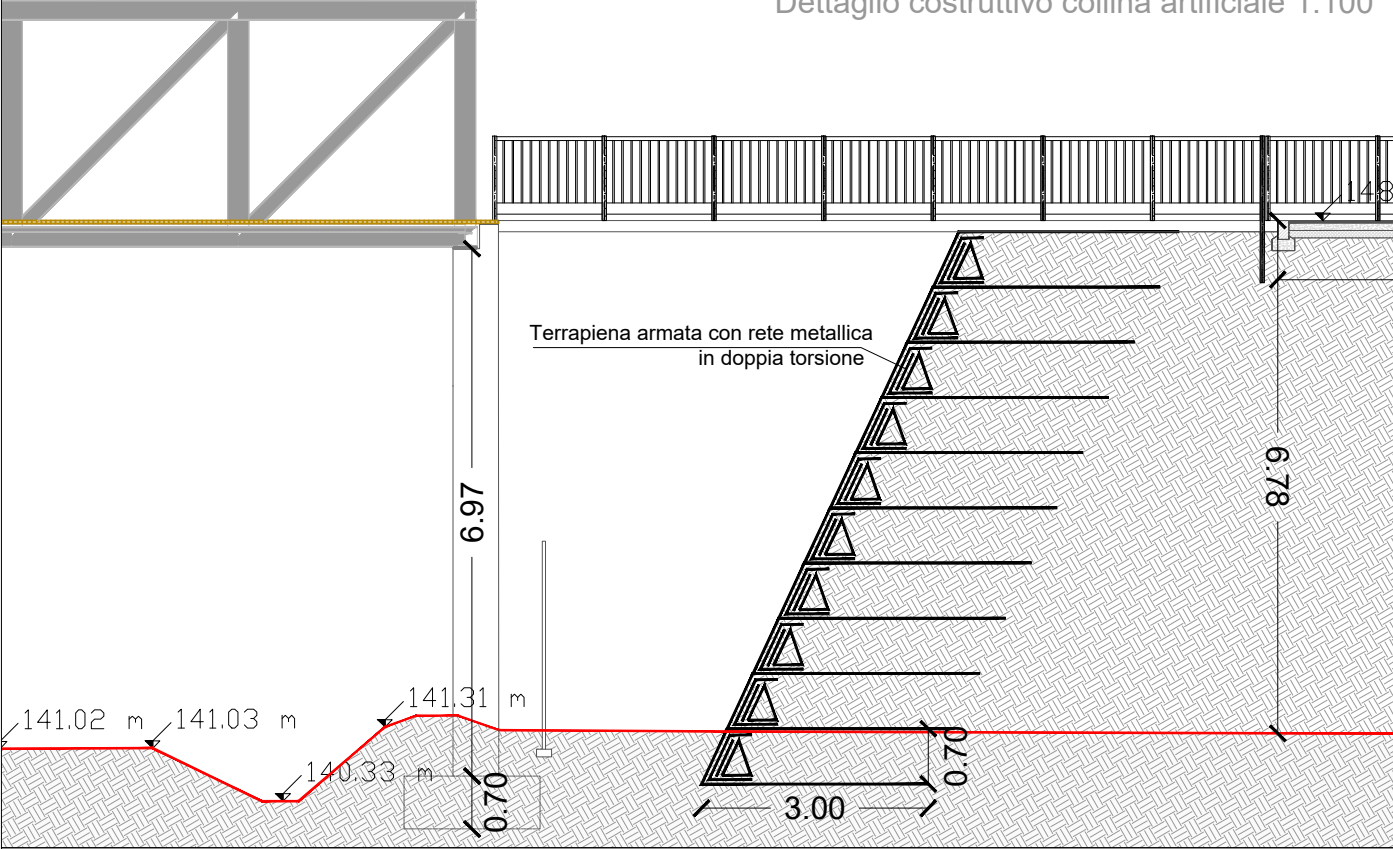 Dettaglio costruttivo collina artificiale 1:100
Terrapiena armata con rete metallica
in doppia torsione
6.97
6.78
141.02 m
141.03 m
141.31 m
140.33 m
0.70
0.70
3.00